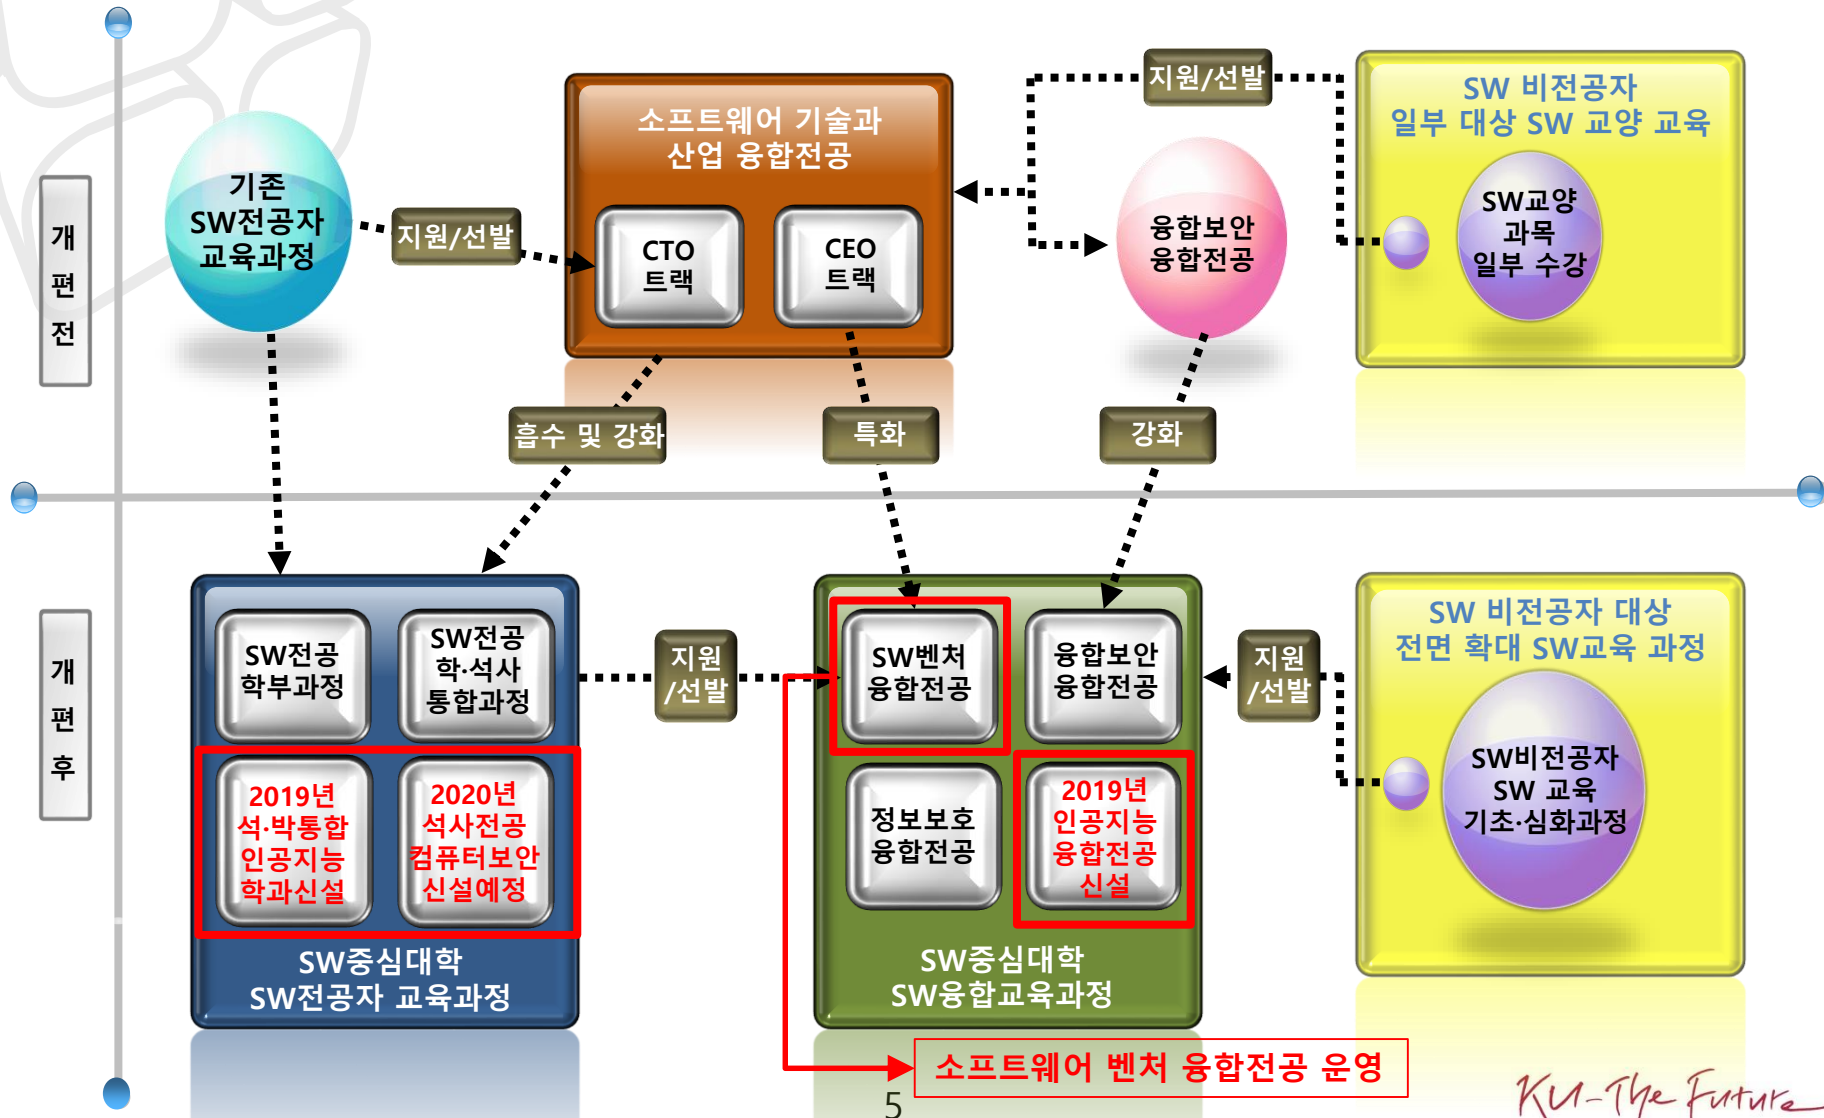 개
편
전
기존
SW전공자
교육과정
지원/선발
소프트웨어 기술과
산업 융합전공
CTO
트랙
CEO
트랙
지원/선발
융합보안
융합전공
SW 비전공자
일부 대상 SW 교양 교육
SW교양
과목
일부 수강
흡수 및 강화
특화
강화
개
편
후
SW전공
학부과정
SW전공
학·석사
통합과정
2019년
석·박통합
인공지능
학과신설
2020년
석사전공
컴퓨터보안
신설예정
SW중심대학
SW전공자 교육과정
지원
/선발
SW벤처
융합전공
융합보안
융합전공
정보보호
융합전공
2019년
인공지능
융합전공
신설
SW중심대학
SW융합교육과정
지원
/선발
SW 비전공자 대상
전면 확대 SW교육 과정
SW비전공자
SW 교육
기초·심화과정
소프트웨어 벤처 융합전공 운영
5
KU-The Future